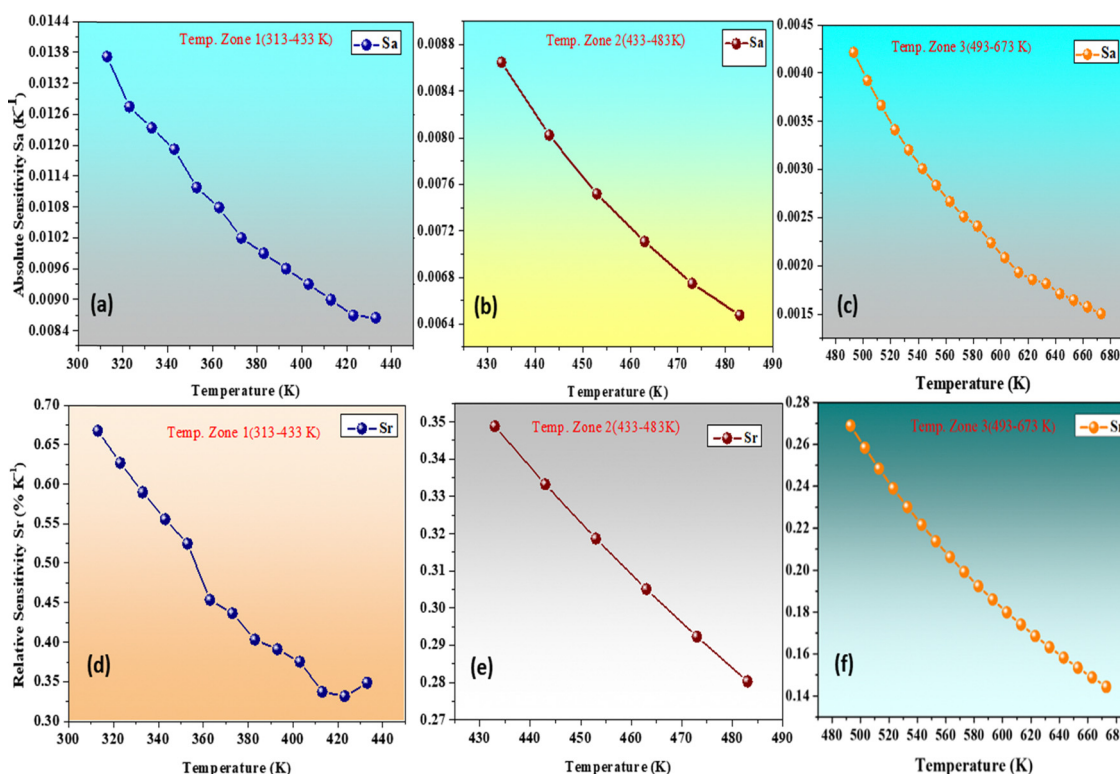 Absolute Sensitivity Sa (K⁻¹)
0.0144
0.0138
0.0132
0.0126
0.0120
0.0114
0.0108
0.0102
0.0096
0.0090
0.0084
Temp. Zone 1(313-433 K)
Sa
(a)
300 320 340 360 380 400 420 440
Temperature (K)
0.0088
0.0084
0.0080
0.0076
0.0072
0.0068
0.0064
Temp. Zone 2(433-483K)
Sa
(b)
430 440 450 460 470 480 490
Temperature (K)
0.0045
0.0040
0.0035
0.0030
0.0025
0.0020
0.0015
Temp. Zone 3(493-673 K)
Sa
(c)
480 500 520 540 560 580 600 620 640 660 680
Temperature (K)
Relative Sensitivity Sr (% K⁻¹)
0.70
0.65
0.60
0.55
0.50
0.45
0.40
0.35
0.30
Temp. Zone 1(313-433 K)
Sr
(d)
300 320 340 360 380 400 420 440
Temperature (K)
0.35
0.34
0.33
0.32
0.31
0.30
0.29
0.28
0.27
Temp. Zone 2(433-483K)
Sr
(e)
430 440 450 460 470 480 490
Temperature (K)
0.28
0.26
0.24
0.22
0.20
0.18
0.16
0.14
Temp. Zone 3(493-673 K)
Sr
(f)
480 500 520 540 560 580 600 620 640 660 680
Temperature (K)